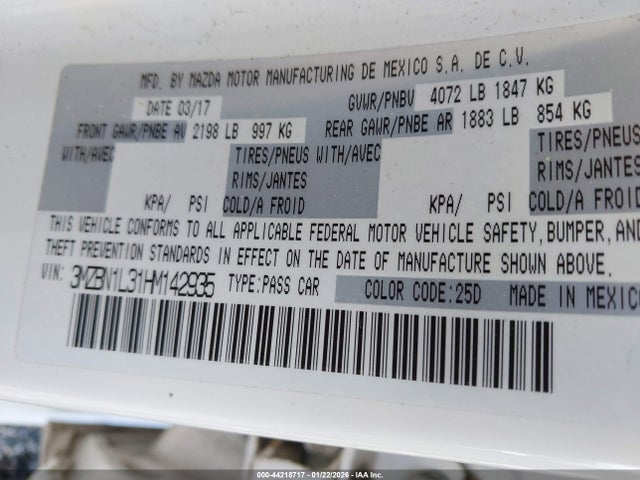 MFD. BY MAZDA MOTOR MANUFACTURING DE MEXICO S.A. DE C.V.
DATE 03/17 GVWR/PNBV 4072 LB 1847 KG
FRONT GAWR/PNBE AV 2198 LB 997 KG REAR GAWR/PNBE AR 1883 LB 854 KG
WITH/AVEC TIRES/PNEUS WITH/AVEC TIRES/PNEUS
RIMS/JANTES RIMS/JANTES
KPA/ PSI COLD/A FROID KPA/ PSI COLD/A FROID
THIS VEHICLE CONFORMS TO ALL APPLICABLE FEDERAL MOTOR VEHICLE SAFETY, BUMPER, AND
THEFT PREVENTION STANDARDS IN EFFECT ON THE DATE OF MANUFACTURE SHOWN ABOVE.
VIN: 3MZBN1L31HM142935 TYPE:PASS CAR COLOR CODE:25D MADE IN MEXICO
000-44218717 - 01/22/2026 - IAA Inc.